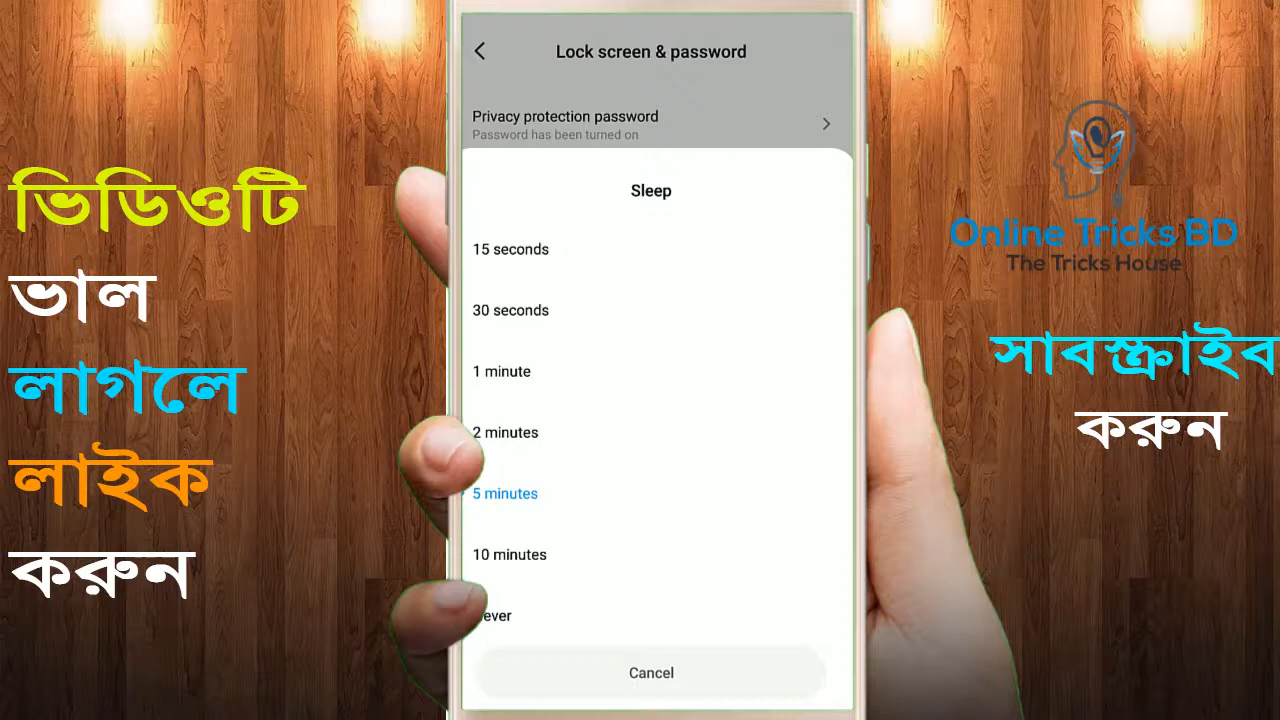 ভিডিওটি
ভাল
লাগলে
লাইক
করুন
Lock screen & password
Privacy protection password
Password has been turned on
Sleep
15 seconds
30 seconds
1 minute
2 minutes
5 minutes
10 minutes
ever
Cancel
Online Tricks BD
The Tricks House
সাবস্ক্রাইব
করুন